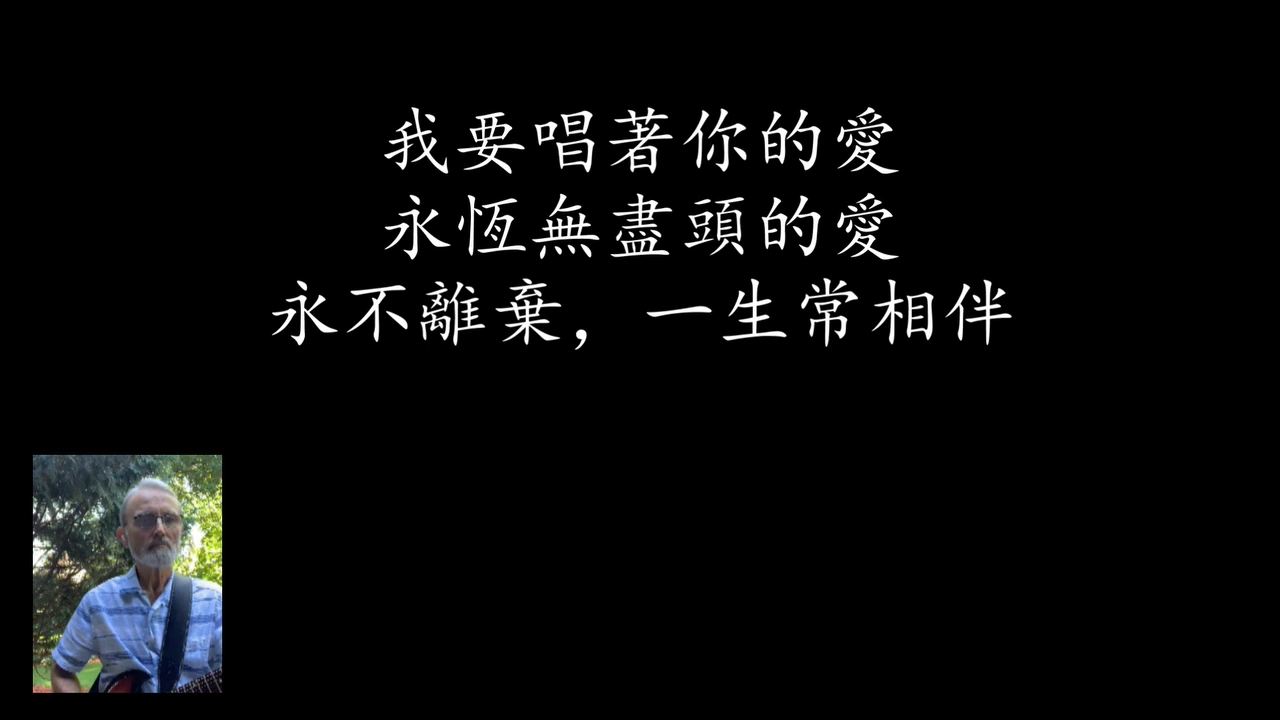 我要唱著你的愛
永恆無盡頭的愛
永不離棄，一生常相伴